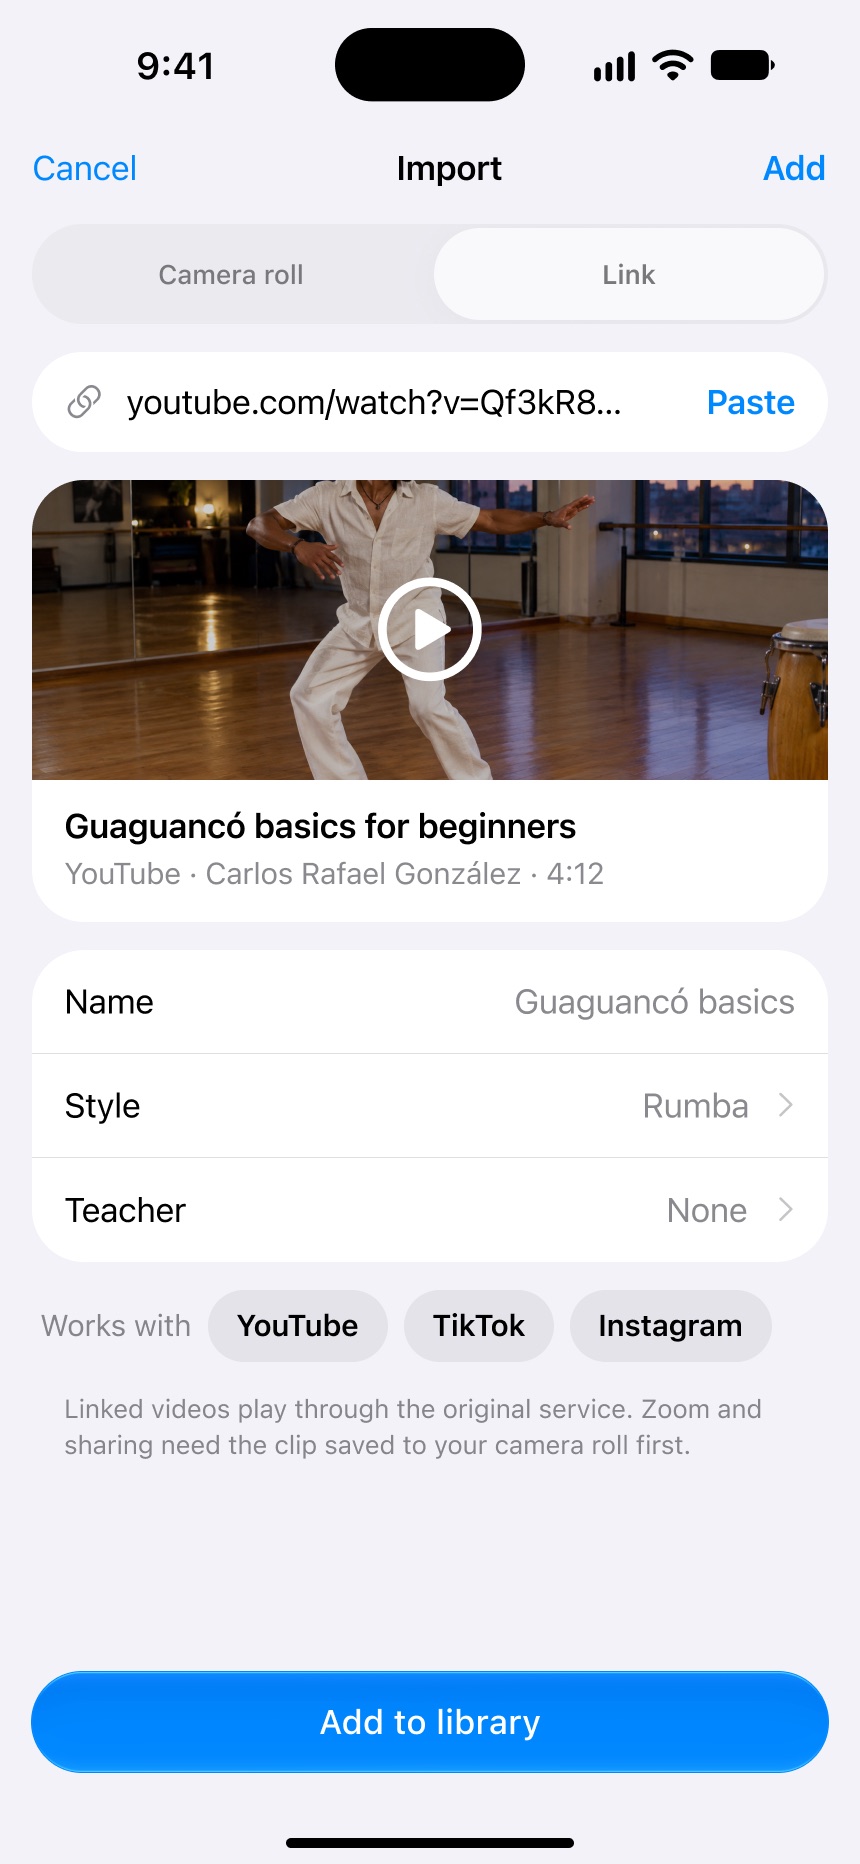 9:41
Cancel
Import
Add
Camera roll
Link
youtube.com/watch?v=Qf3kR8...
Paste
Guaguancó basics for beginners
YouTube · Carlos Rafael González · 4:12
Name
Guaguancó basics
Style
Rumba
Teacher
None
Works with
YouTube
TikTok
Instagram
Linked videos play through the original service. Zoom and
sharing need the clip saved to your camera roll first.
Add to library